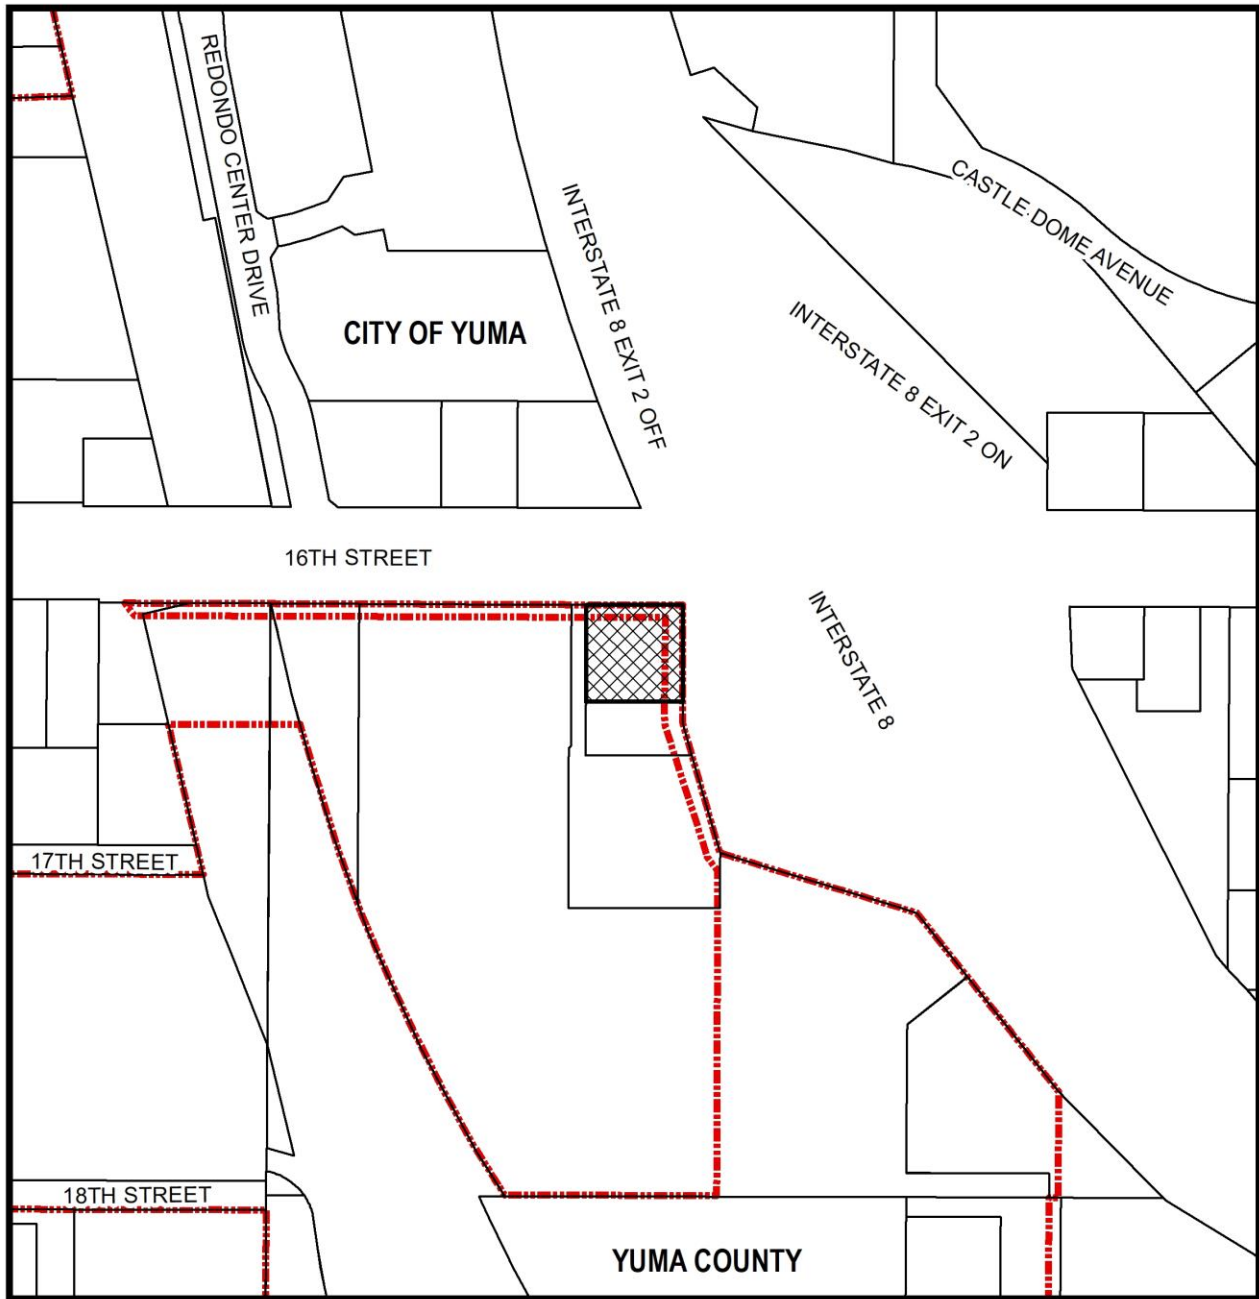 REDONDO CENTER DRIVE
CASTLE DOME AVENUE
INTERSTATE 8 EXIT 2 OFF
INTERSTATE 8 EXIT 2 ON
CITY OF YUMA
16TH STREET
INTERSTATE 8
17TH STREET
18TH STREET
YUMA COUNTY